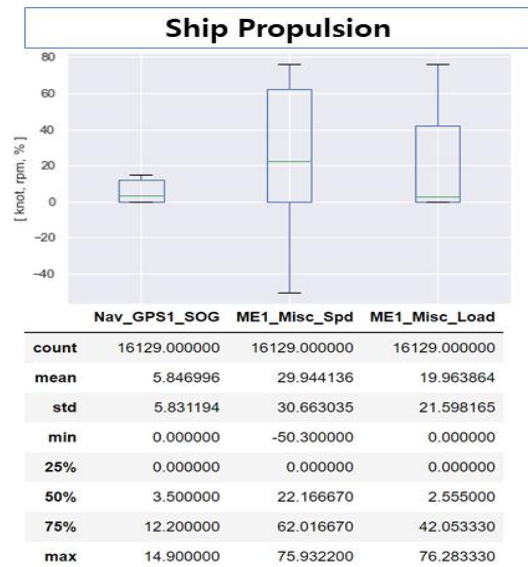 Ship Propulsion
80
60
40
20
0
−20
−40
[ knot, rpm, % ]
Nav_GPS1_SOG ME1_Misc_Spd ME1_Misc_Load
count 16129.000000 16129.000000 16129.000000
mean 5.846996 29.944136 19.963864
std 5.831194 30.663035 21.598165
min 0.000000 -50.300000 0.000000
25% 0.000000 0.000000 0.000000
50% 3.500000 22.166670 2.555000
75% 12.200000 62.016670 42.053330
max 14.900000 75.932200 76.283330